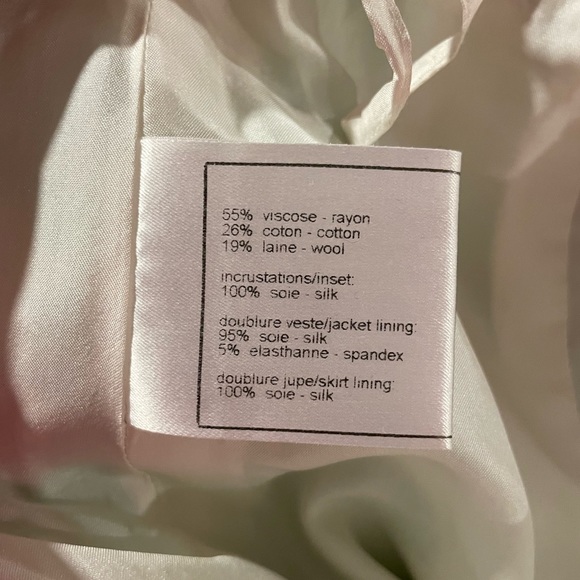 55% viscose - rayon
26% coton - cotton
19% laine - wool
incrustations/inset:
100% soie - silk
doublure veste/jacket lining:
95% soie - silk
5% elasthanne - spandex
doublure jupe/skirt lining:
100% soie - silk